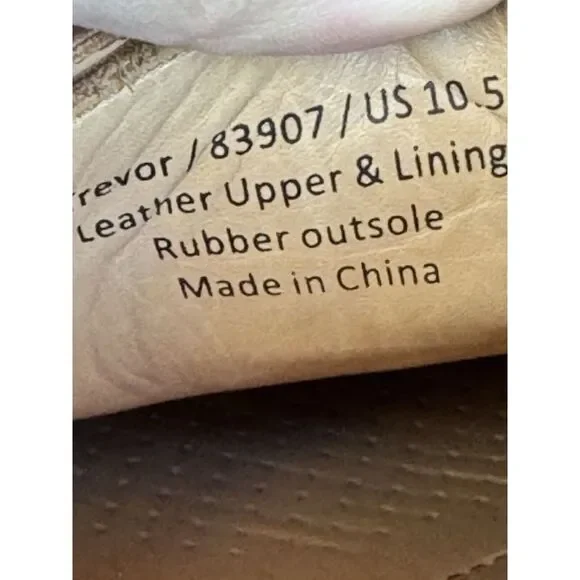 Trevor / 83907 / US 10.5
Leather Upper & Lining
Rubber outsole
Made in China